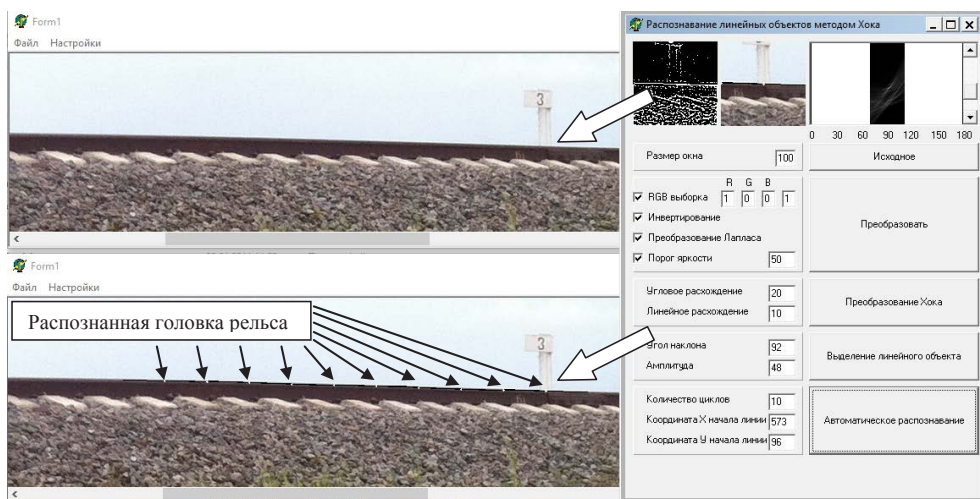 Form1
Файл Настройки
3
Form1
Файл Настройки
Распознанная головка рельса
3
Распознавание линейных объектов методом Хока
0 30 60 90 120 150 180
Размер окна 100
Исходное
R G B
RGB выборка 1 0 0 1
Инвертирование
Преобразование Лапласа
Порог яркости 50
Преобразовать
Угловое расхождение 20
Линейное расхождение 10
Преобразование Хока
Угол наклона 92
Амплитуда 48
Выделение линейного объекта
Количество циклов 10
Координата X начала линии 573
Координата У начала линии 96
Автоматическое распознавание